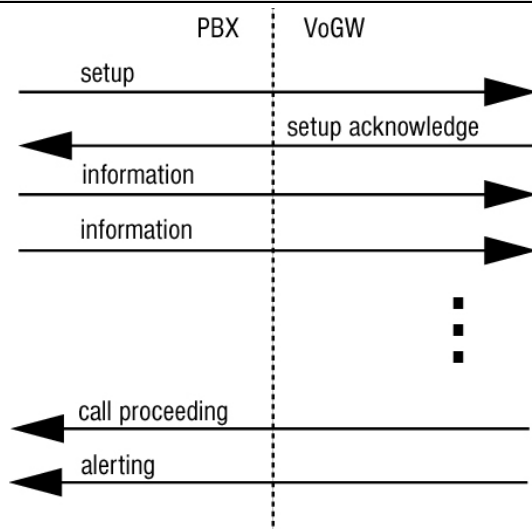 PBX VoGW
setup
setup acknowledge
information
information
call proceeding
alerting